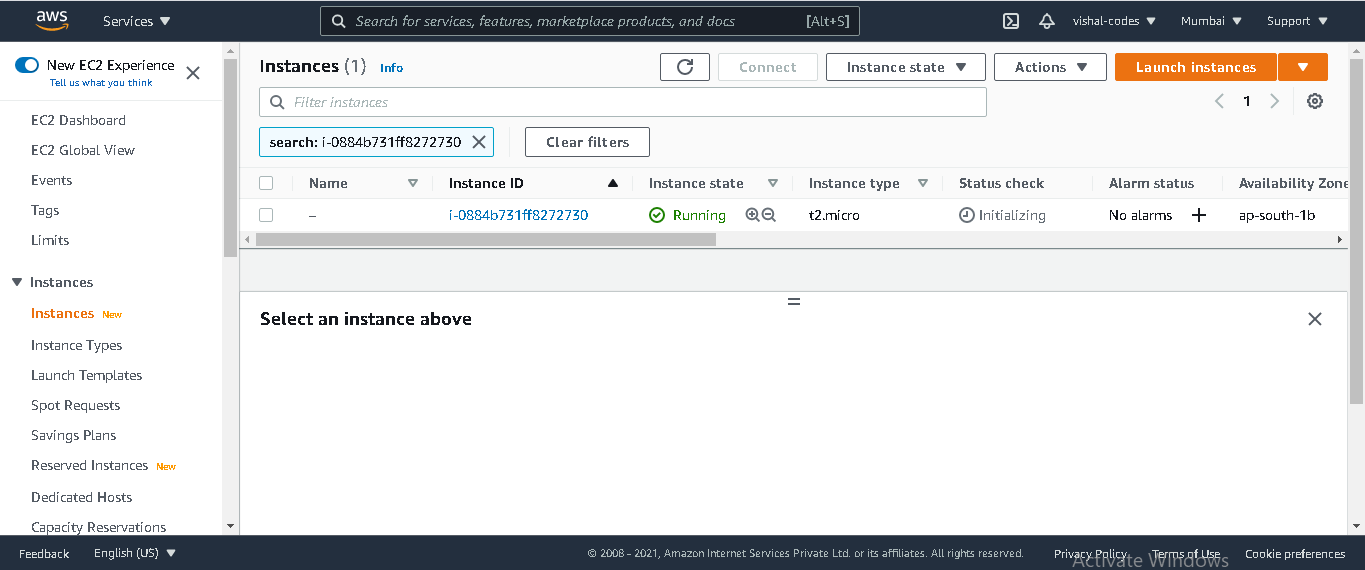 aws Services Search for services, features, marketplace products, and docs [Alt+S] vishal-codes Mumbai Support
New EC2 Experience
Tell us what you think
EC2 Dashboard
EC2 Global View
Events
Tags
Limits
Instances
Instances New
Instance Types
Launch Templates
Spot Requests
Savings Plans
Reserved Instances New
Dedicated Hosts
Capacity Reservations
Instances (1) Info Connect Instance state Actions Launch instances
Filter instances 1
search: i-0884b731ff8272730 Clear filters
Name Instance ID Instance state Instance type Status check Alarm status Availability Zone
– i-0884b731ff8272730 Running t2.micro Initializing No alarms + ap-south-1b
Select an instance above
Feedback English (US) © 2008 - 2021, Amazon Internet Services Private Ltd. or its affiliates. All rights reserved. Privacy Policy Terms of Use Cookie preferences
Activate Windows